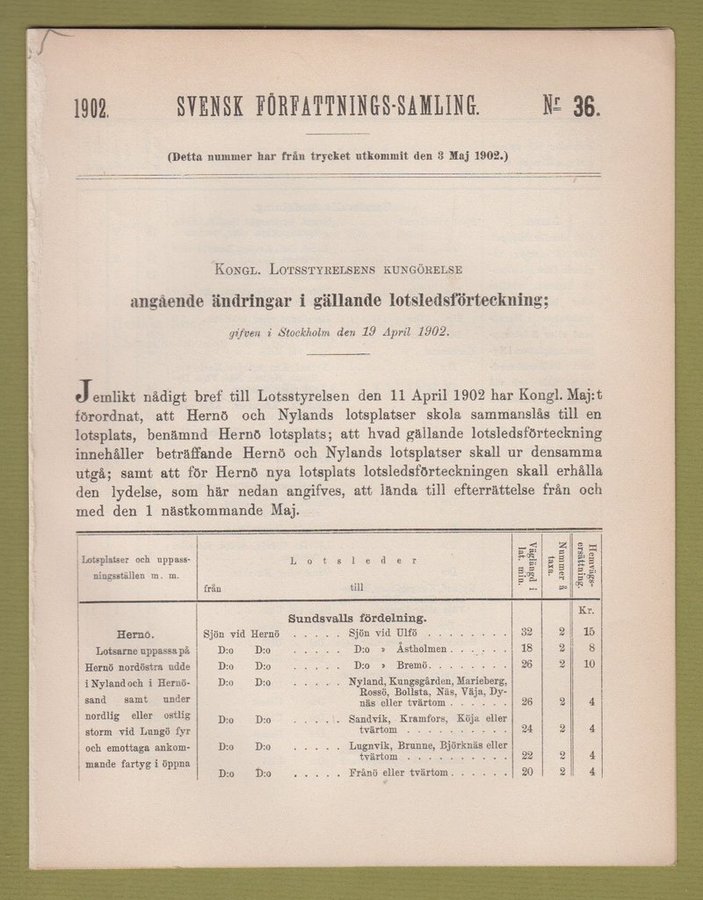 1902. SVENSK FÖRFATTNINGS-SAMLING. Nr 36.
(Detta nummer har från trycket utkommit den 3 Maj 1902.)
KONGL. LOTSSTYRELSENS KUNGÖRELSE
angående ändringar i gällande lotsledsförteckning;
gifven i Stockholm den 19 April 1902.
Jemlikt nådigt bref till Lotsstyrelsen den 11 April 1902 har Kongl. Maj:t
förordnat, att Hernö och Nylands lotsplatser skola sammanslås till en
lotsplats, benämnd Hernö lotsplats; att hvad gällande lotsledsförteckning
innehåller beträffande Hernö och Nylands lotsplatser skall ur densamma
utgå; samt att för Hernö nya lotsplats lotsledsförteckningen skall erhålla
den lydelse, som här nedan angifves, att lända till efterrättelse från och
med den 1 nästkommande Maj.
Lotsplatser och uppass-
ningsställen m. m.
Lotsleder
från till
Väglängd i
lat. min.
Nummer å
taxa.
Hemvägs-
ersättning.
Kr.
Sundsvalls fördelning.
Hernö.
Lotsarne uppassa på
Hernö nordöstra udde
i Nyland och i Hernö-
sand samt under
nordlig eller ostlig
storm vid Lungö fyr
och emottaga ankom-
mande fartyg i öppna
Sjön vid Hernö . . . . . Sjön vid Ulfö . . . . . . . . 32 2 15
D:o D:o . . . . . D:o » Åstholmen . . . . . . 18 2 8
D:o D:o . . . . . D:o » Bremö . . . . . . . . 26 2 10
D:o D:o . . . . . Nyland, Kungsgården, Marieberg,
Rossö, Bollsta, Näs, Väja, Dy-
näs eller tvärtom . . . . . . 26 2 4
D:o D:o . . . . . Sandvik, Kramfors, Köja eller
tvärtom . . . . . . . . . . 24 2 4
D:o D:o . . . . . Lugnvik, Brunne, Björknäs eller
tvärtom . . . . . . . . . . 22 2 4
D:o D:o . . . . . Frånö eller tvärtom . . . . . . 20 2 4